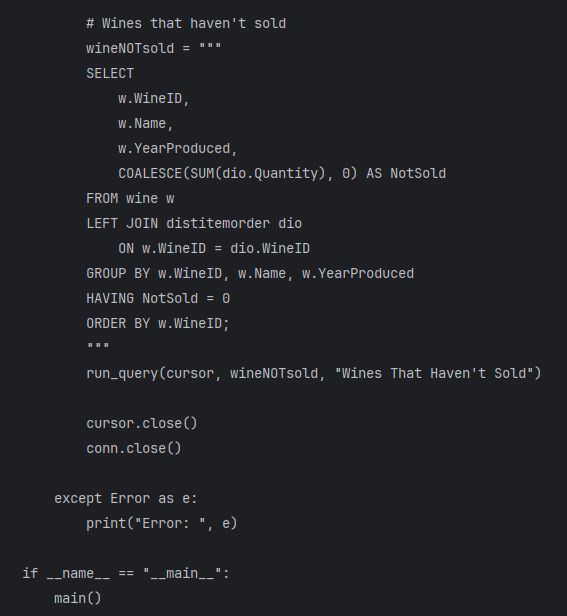 # Wines that haven't sold
wineNOTsold = """
SELECT
w.WineID,
w.Name,
w.YearProduced,
COALESCE(SUM(dio.Quantity), 0) AS NotSold
FROM wine w
LEFT JOIN distitemorder dio
ON w.WineID = dio.WineID
GROUP BY w.WineID, w.Name, w.YearProduced
HAVING NotSold = 0
ORDER BY w.WineID;
"""
run_query(cursor, wineNOTsold, "Wines That Haven't Sold")
cursor.close()
conn.close()
except Error as e:
print("Error: ", e)
if __name__ == "__main__":
main()